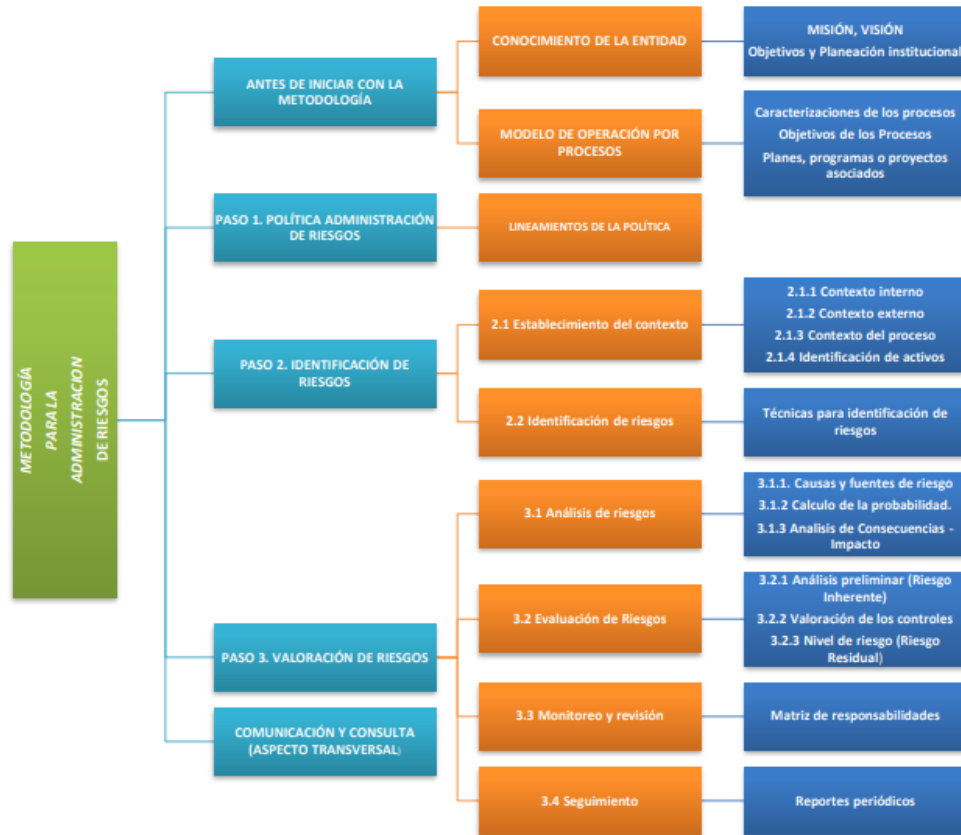 METODOLOGÍA
PARA LA
ADMINISTRACION
DE RIESGOS
ANTES DE INICIAR CON LA
METODOLOGÍA
CONOCIMIENTO DE LA ENTIDAD
MISIÓN, VISIÓN
Objetivos y Planeación institucional
MODELO DE OPERACIÓN POR
PROCESOS
Caracterizaciones de los procesos
Objetivos de los Procesos
Planes, programas o proyectos
asociados
PASO 1. POLÍTICA ADMINISTRACIÓN
DE RIESGOS
LINEAMIENTOS DE LA POLÍTICA
PASO 2. IDENTIFICACIÓN DE
RIESGOS
2.1 Establecimiento del contexto
2.1.1 Contexto interno
2.1.2 Contexto externo
2.1.3 Contexto del proceso
2.1.4 Identificación de activos
2.2 Identificación de riesgos
Técnicas para identificación de
riesgos
PASO 3. VALORACIÓN DE RIESGOS
3.1 Análisis de riesgos
3.1.1. Causas y fuentes de riesgo
3.1.2 Calculo de la probabilidad.
3.1.3 Analisis de Consecuencias -
Impacto
3.2 Evaluación de Riesgos
3.2.1 Análisis preliminar (Riesgo
Inherente)
3.2.2 Valoración de los controles
3.2.3 Nivel de riesgo (Riesgo
Residual)
3.3 Monitoreo y revisión
Matriz de responsabilidades
3.4 Seguimiento
Reportes periódicos
COMUNICACIÓN Y CONSULTA
(ASPECTO TRANSVERSAL)